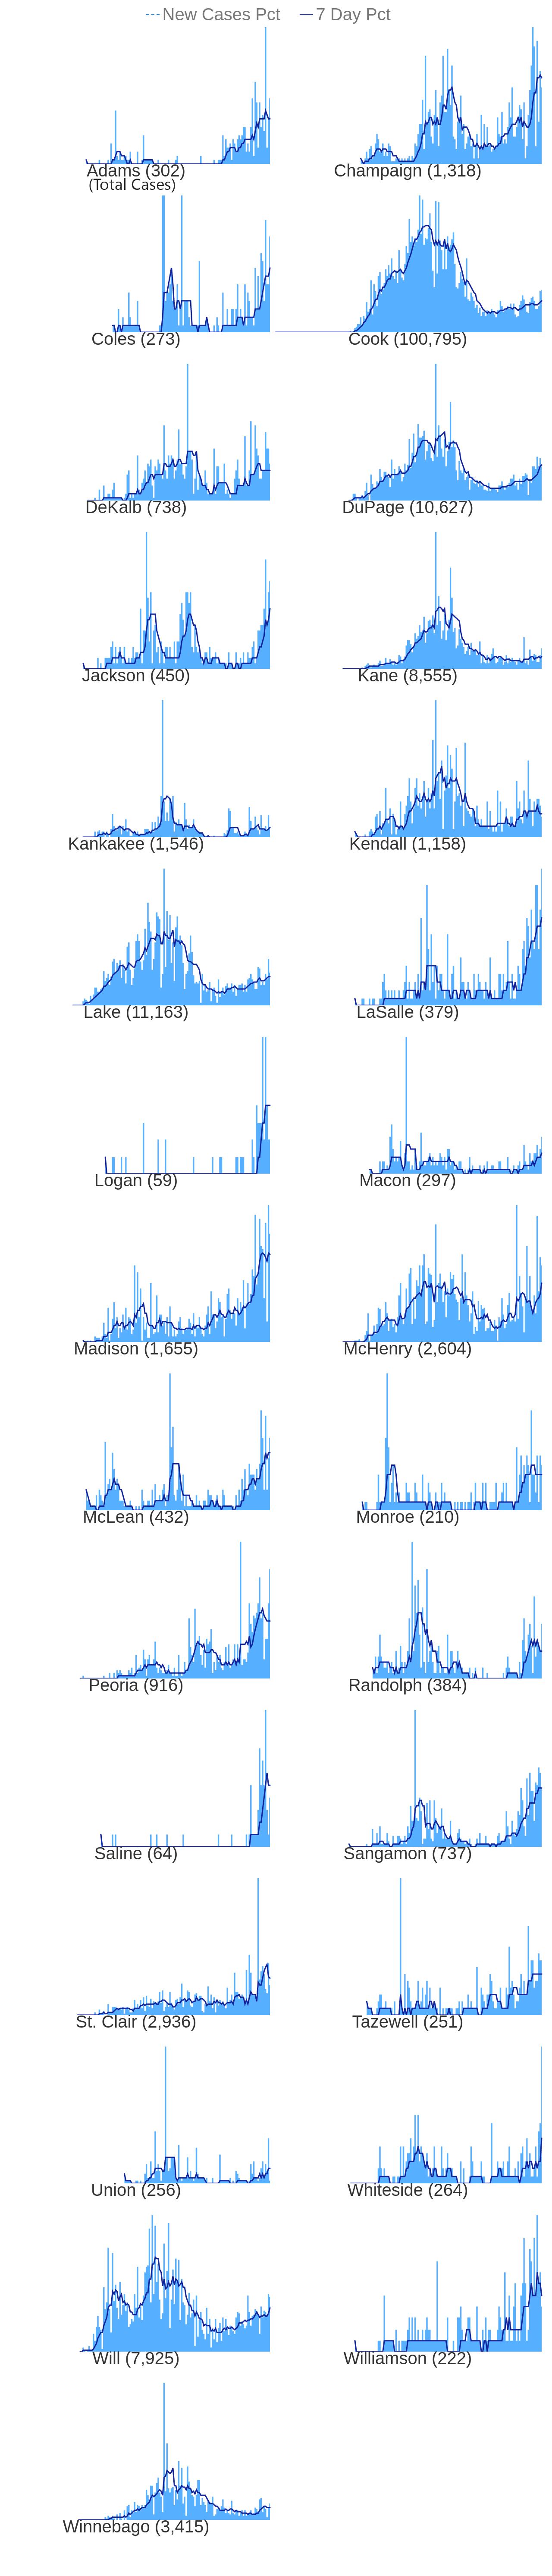 New Cases Pct 7 Day Pct
Adams (302) Champaign (1,318)
(Total Cases)
Coles (273) Cook (100,795)
DeKalb (738) DuPage (10,627)
Jackson (450) Kane (8,555)
Kankakee (1,546) Kendall (1,158)
Lake (11,163) LaSalle (379)
Logan (59) Macon (297)
Madison (1,655) McHenry (2,604)
McLean (432) Monroe (210)
Peoria (916) Randolph (384)
Saline (64) Sangamon (737)
St. Clair (2,936) Tazewell (251)
Union (256) Whiteside (264)
Will (7,925) Williamson (222)
Winnebago (3,415)